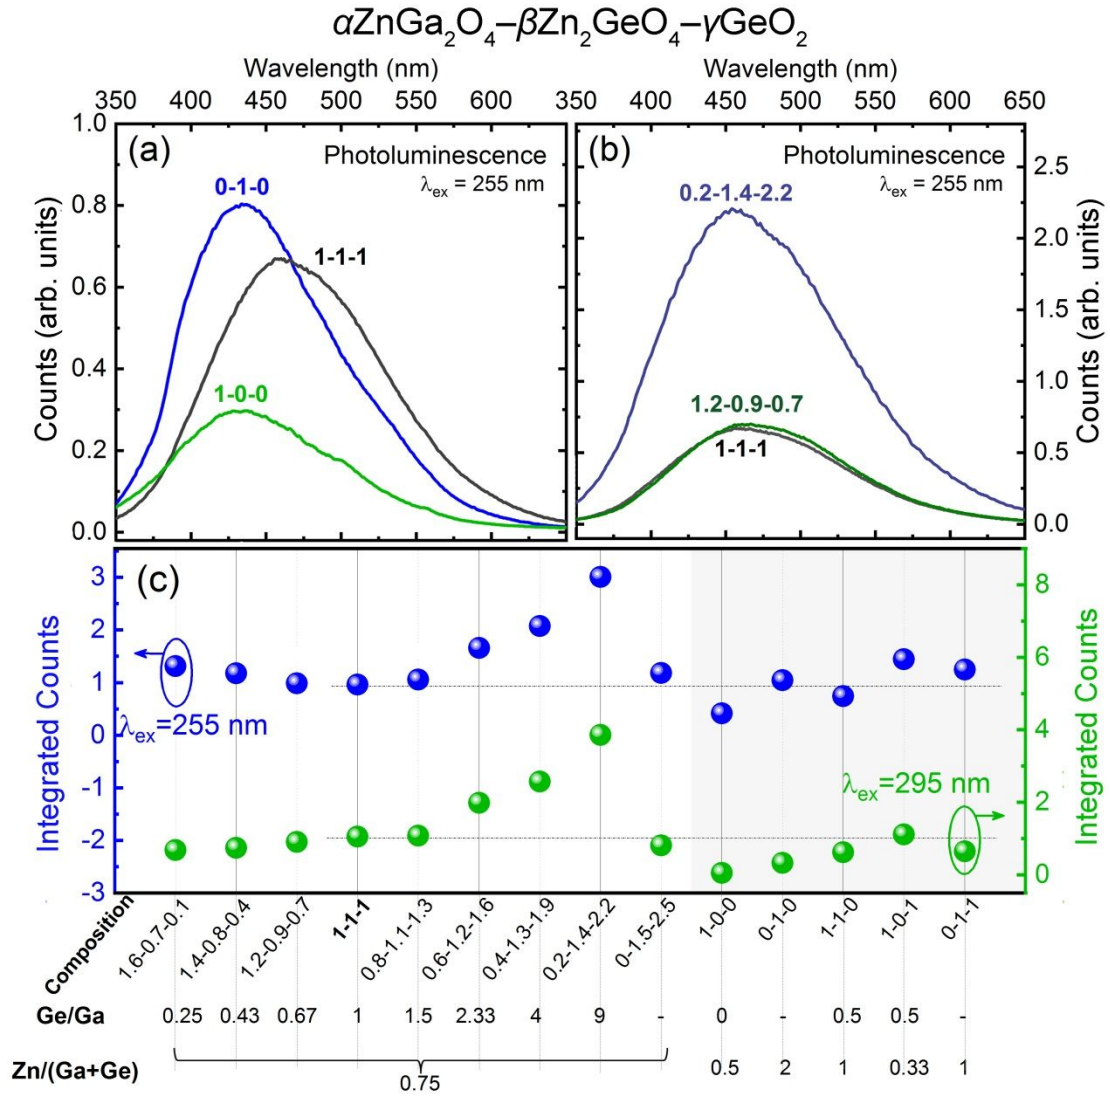 αZnGa₂O₄–βZn₂GeO₄–γGeO₂
Wavelength (nm) Wavelength (nm)
350 400 450 500 550 600 350 400 450 500 550 600 650
(a) Photoluminescence
λex = 255 nm
0-1-0
1-1-1
1-0-0
Counts (arb. units)
1.0
0.8
0.6
0.4
0.2
0.0
(b) Photoluminescence
λex = 255 nm
0.2-1.4-2.2
1.2-0.9-0.7
1-1-1
2.5
2.0
1.5
1.0
0.5
0.0
Counts (arb. units)
(c)
Integrated Counts
3
2
1
0
-1
-2
-3
λex=255 nm
λex=295 nm
8
6
4
2
0
Integrated Counts
Composition 1.6-0.7-0.1 1.4-0.8-0.4 1.2-0.9-0.7 1-1-1 0.8-1.1-1.3 0.6-1.2-1.6 0.4-1.3-1.9 0.2-1.4-2.2 0-1.5-2.5 1-0-0 0-1-0 1-1-0 1-0-1 0-1-1
Ge/Ga 0.25 0.43 0.67 1 1.5 2.33 4 9 - 0 - 0.5 0.5 -
Zn/(Ga+Ge) 0.75 0.5 2 1 0.33 1